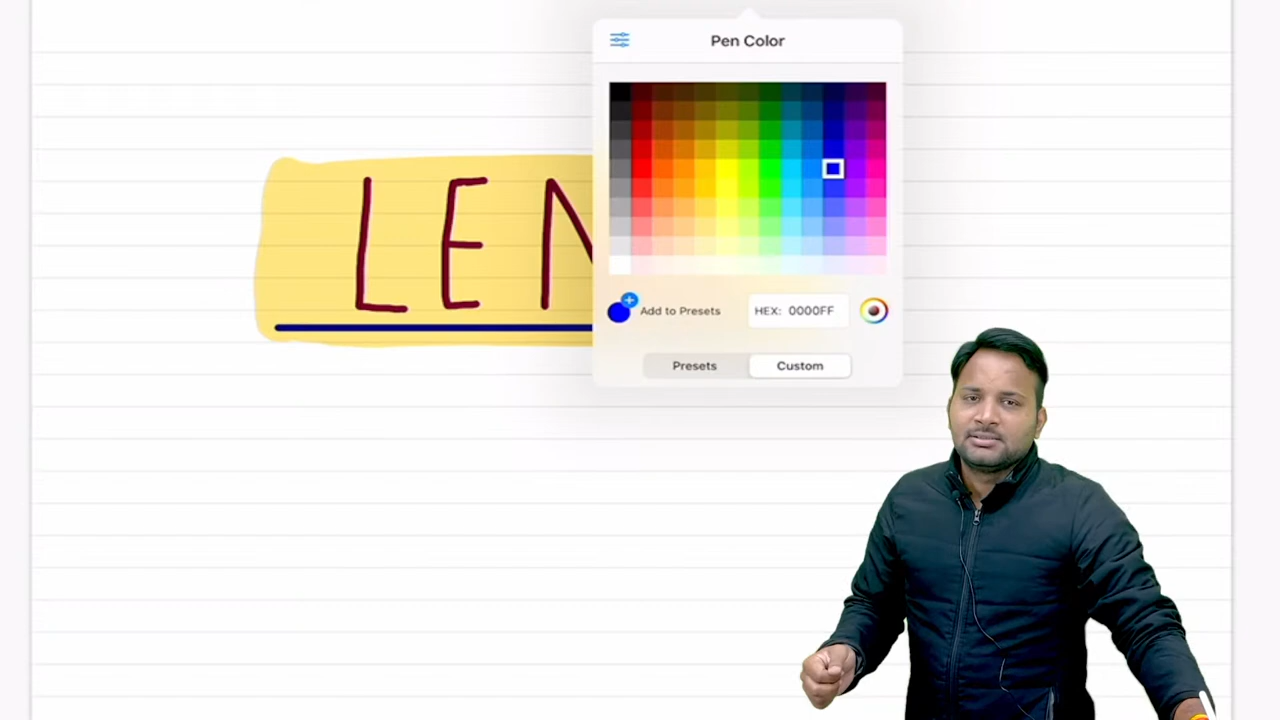 Pen Color
LEN
Add to Presets
HEX: 0000FF
Presets
Custom